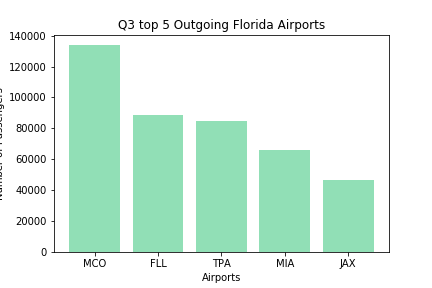 Q3 top 5 Outgoing Florida Airports
140000
120000
100000
80000
60000
40000
20000
0
Number of Passengers
MCO FLL TPA MIA JAX
Airports